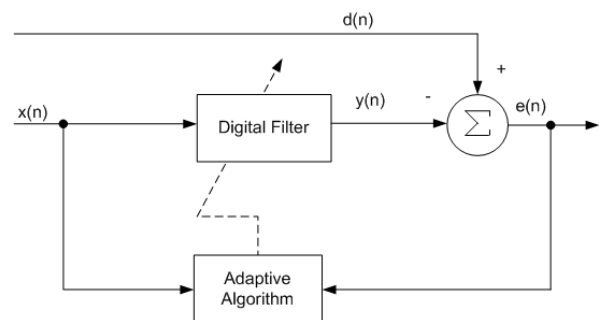 d(n)
+
x(n)
y(n)
-
e(n)
Digital Filter
Σ
Adaptive
Algorithm